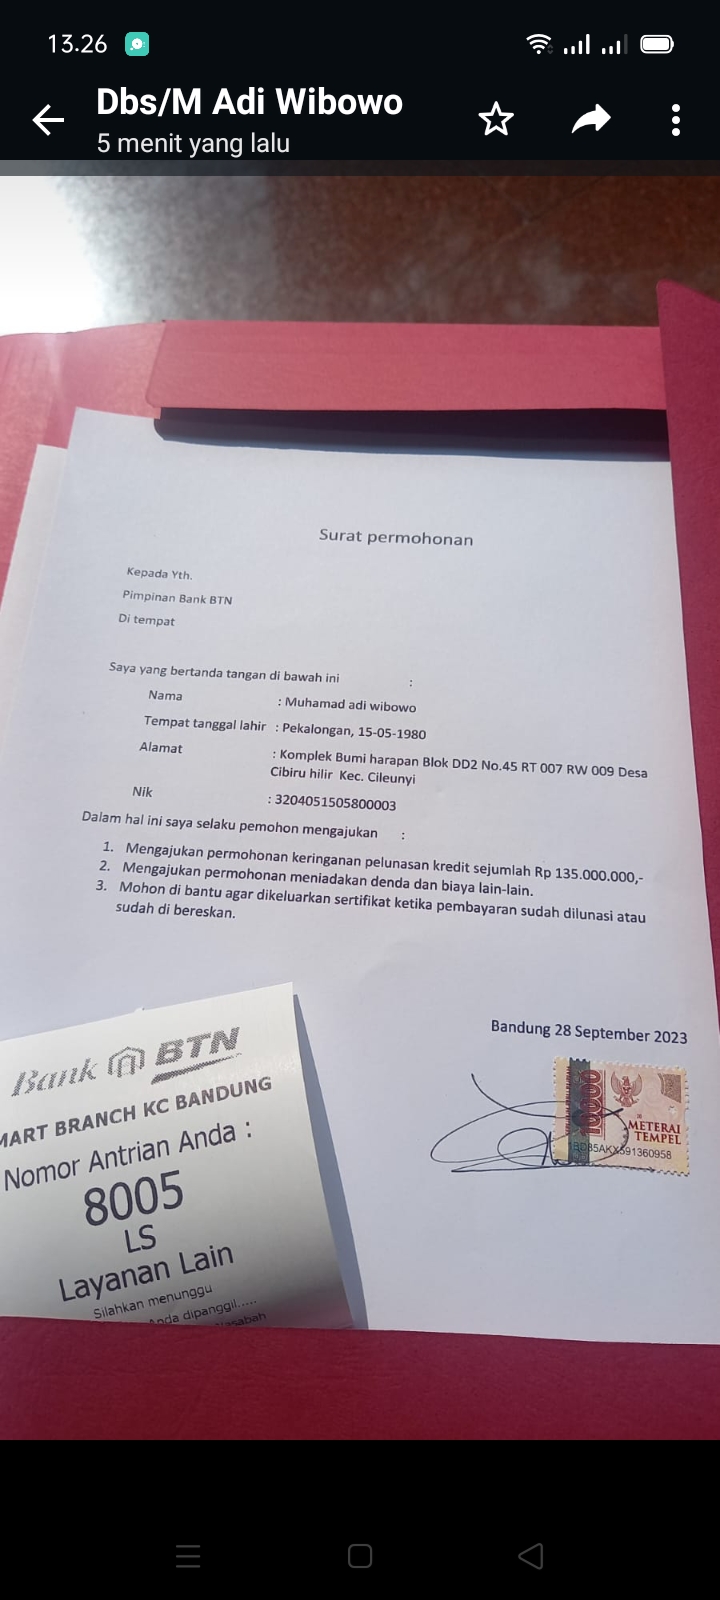 13.26
Dbs/M Adi Wibowo
5 menit yang lalu
Surat permohonan
Kepada Yth.
Pimpinan Bank BTN
Di tempat
Saya yang bertanda tangan di bawah ini :
Nama : Muhamad adi wibowo
Tempat tanggal lahir : Pekalongan, 15-05-1980
Alamat : Komplek Bumi harapan Blok DD2 No.45 RT 007 RW 009 Desa
Cibiru hilir Kec. Cileunyi
Nik : 3204051505800003
Dalam hal ini saya selaku pemohon mengajukan :
1. Mengajukan permohonan keringanan pelunasan kredit sejumlah Rp 135.000.000,-
2. Mengajukan permohonan meniadakan denda dan biaya lain-lain.
3. Mohon di bantu agar dikeluarkan sertifikat ketika pembayaran sudah dilunasi atau
sudah di bereskan.
Bandung 28 September 2023
10000
METERAI
TEMPEL
Bank BTN
MART BRANCH KC BANDUNG
Nomor Antrian Anda :
8005
LS
Layanan Lain
Silahkan menunggu
Anda dipanggil.....